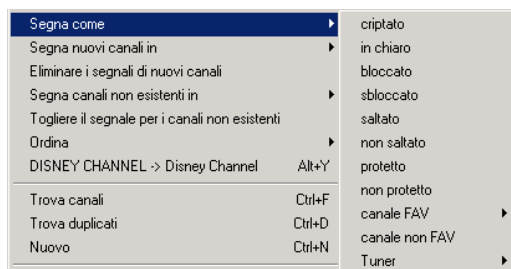 Segna come
Segna nuovi canali in
Eliminare i segnali di nuovi canali
Segna canali non esistenti in
Togliere il segnale per i canali non esistenti
Ordina
DISNEY CHANNEL -> Disney Channel Alt+Y
Trova canali Ctrl+F
Trova duplicati Ctrl+D
Nuovo Ctrl+N
criptato
in chiaro
bloccato
sbloccato
saltato
non saltato
protetto
non protetto
canale FAV
canale non FAV
Tuner